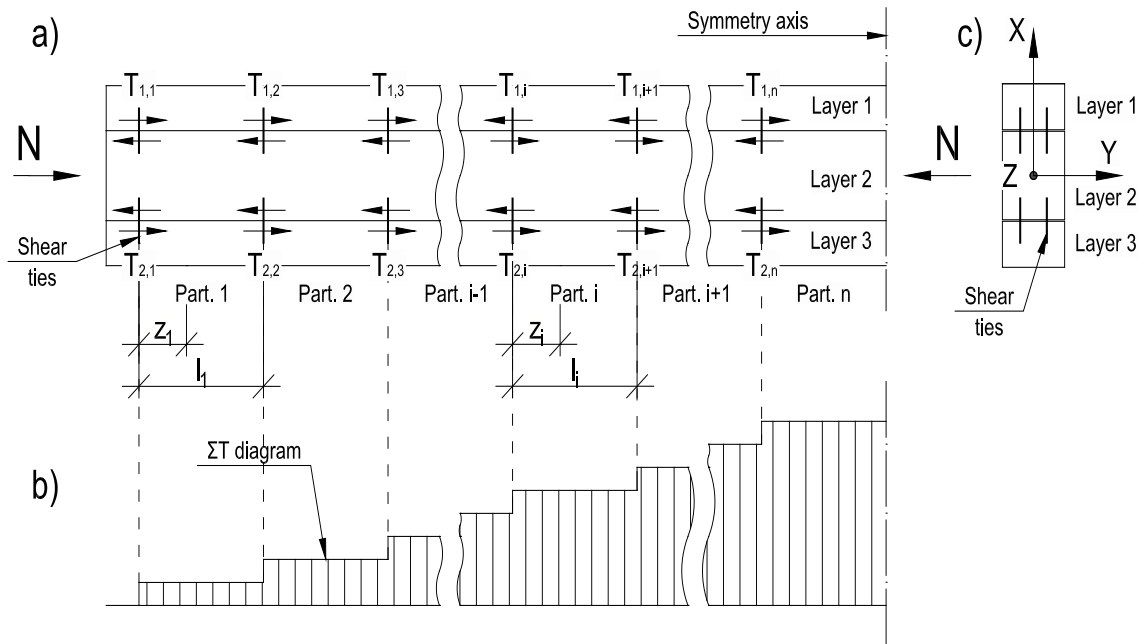 a)
Symmetry axis
c)
X
T1,1 T1,2 T1,3 T1,i T1,i+1 T1,n
Layer 1
Layer 1
N
Layer 2
N
Z
Y
Layer 2
Layer 3
Layer 3
Shear
ties
T2,1 T2,2 T2,3 T2,i T2,i+1 T2,n
Part. 1 Part. 2 Part. i-1 Part. i Part. i+1 Part. n
Shear
ties
z1 zi
l1 li
ΣT diagram
b)